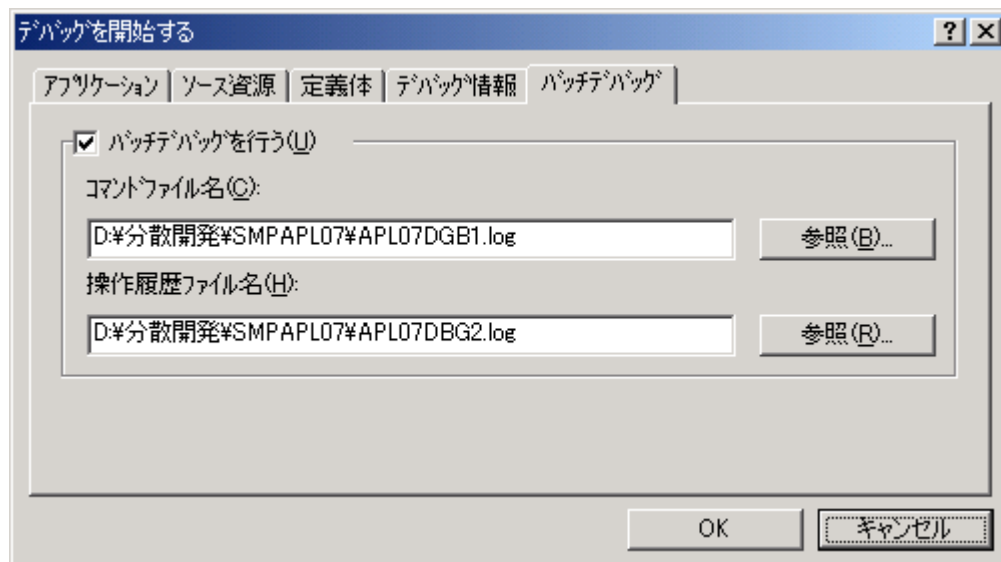 ﾃﾞﾊﾞｯｸﾞを開始する
ｱﾌﾟﾘｹｰｼｮﾝ ソース資源 定義体 ﾃﾞﾊﾞｯｸﾞ情報 ﾊﾞｯﾁﾃﾞﾊﾞｯｸﾞ
ﾊﾞｯﾁﾃﾞﾊﾞｯｸﾞを行う(U)
ｺﾏﾝﾄﾞﾌｧｲﾙ名(C):
D:¥分散開発¥SMPAPL07¥APL07DGB1.log 参照(B)...
操作履歴ﾌｧｲﾙ名(H):
D:¥分散開発¥SMPAPL07¥APL07DBG2.log 参照(R)...
OK キャンセル